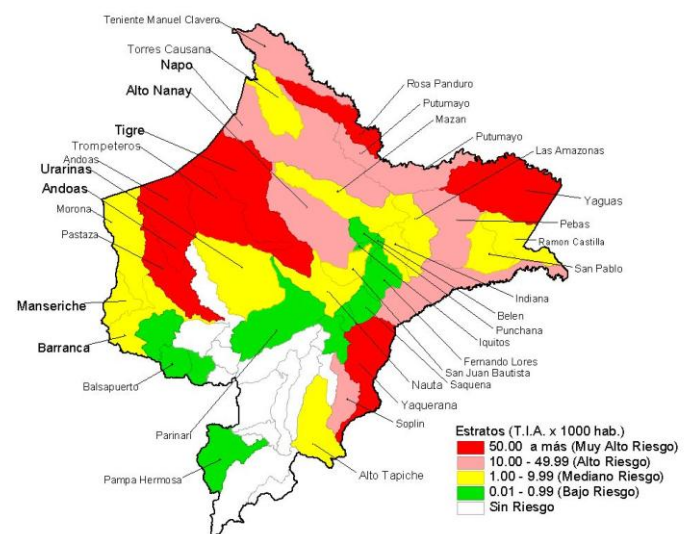 Teniente Manuel Clavero
Torres Causana
Napo
Alto Nanay
Rosa Panduro
Putumayo
Mazan
Tigre
Trompeteros
Andoas
Urarinas
Andoas
Morona
Pastaza
Putumayo
Las Amazonas
Yaguas
Pebas
Ramon Castilla
San Pablo
Manseriche
Barranca
Balsapuerto
Indiana
Belen
Punchana
Iquitos
Fernando Lores
San Juan Bautista
Saquena
Nauta
Yaquerana
Soplin
Parinari
Pampa Hermosa
Alto Tapiche
Estratos (T.I.A. x 1000 hab.)
50.00 a más (Muy Alto Riesgo)
10.00 - 49.99 (Alto Riesgo)
1.00 - 9.99 (Mediano Riesgo)
0.01 - 0.99 (Bajo Riesgo)
Sin Riesgo